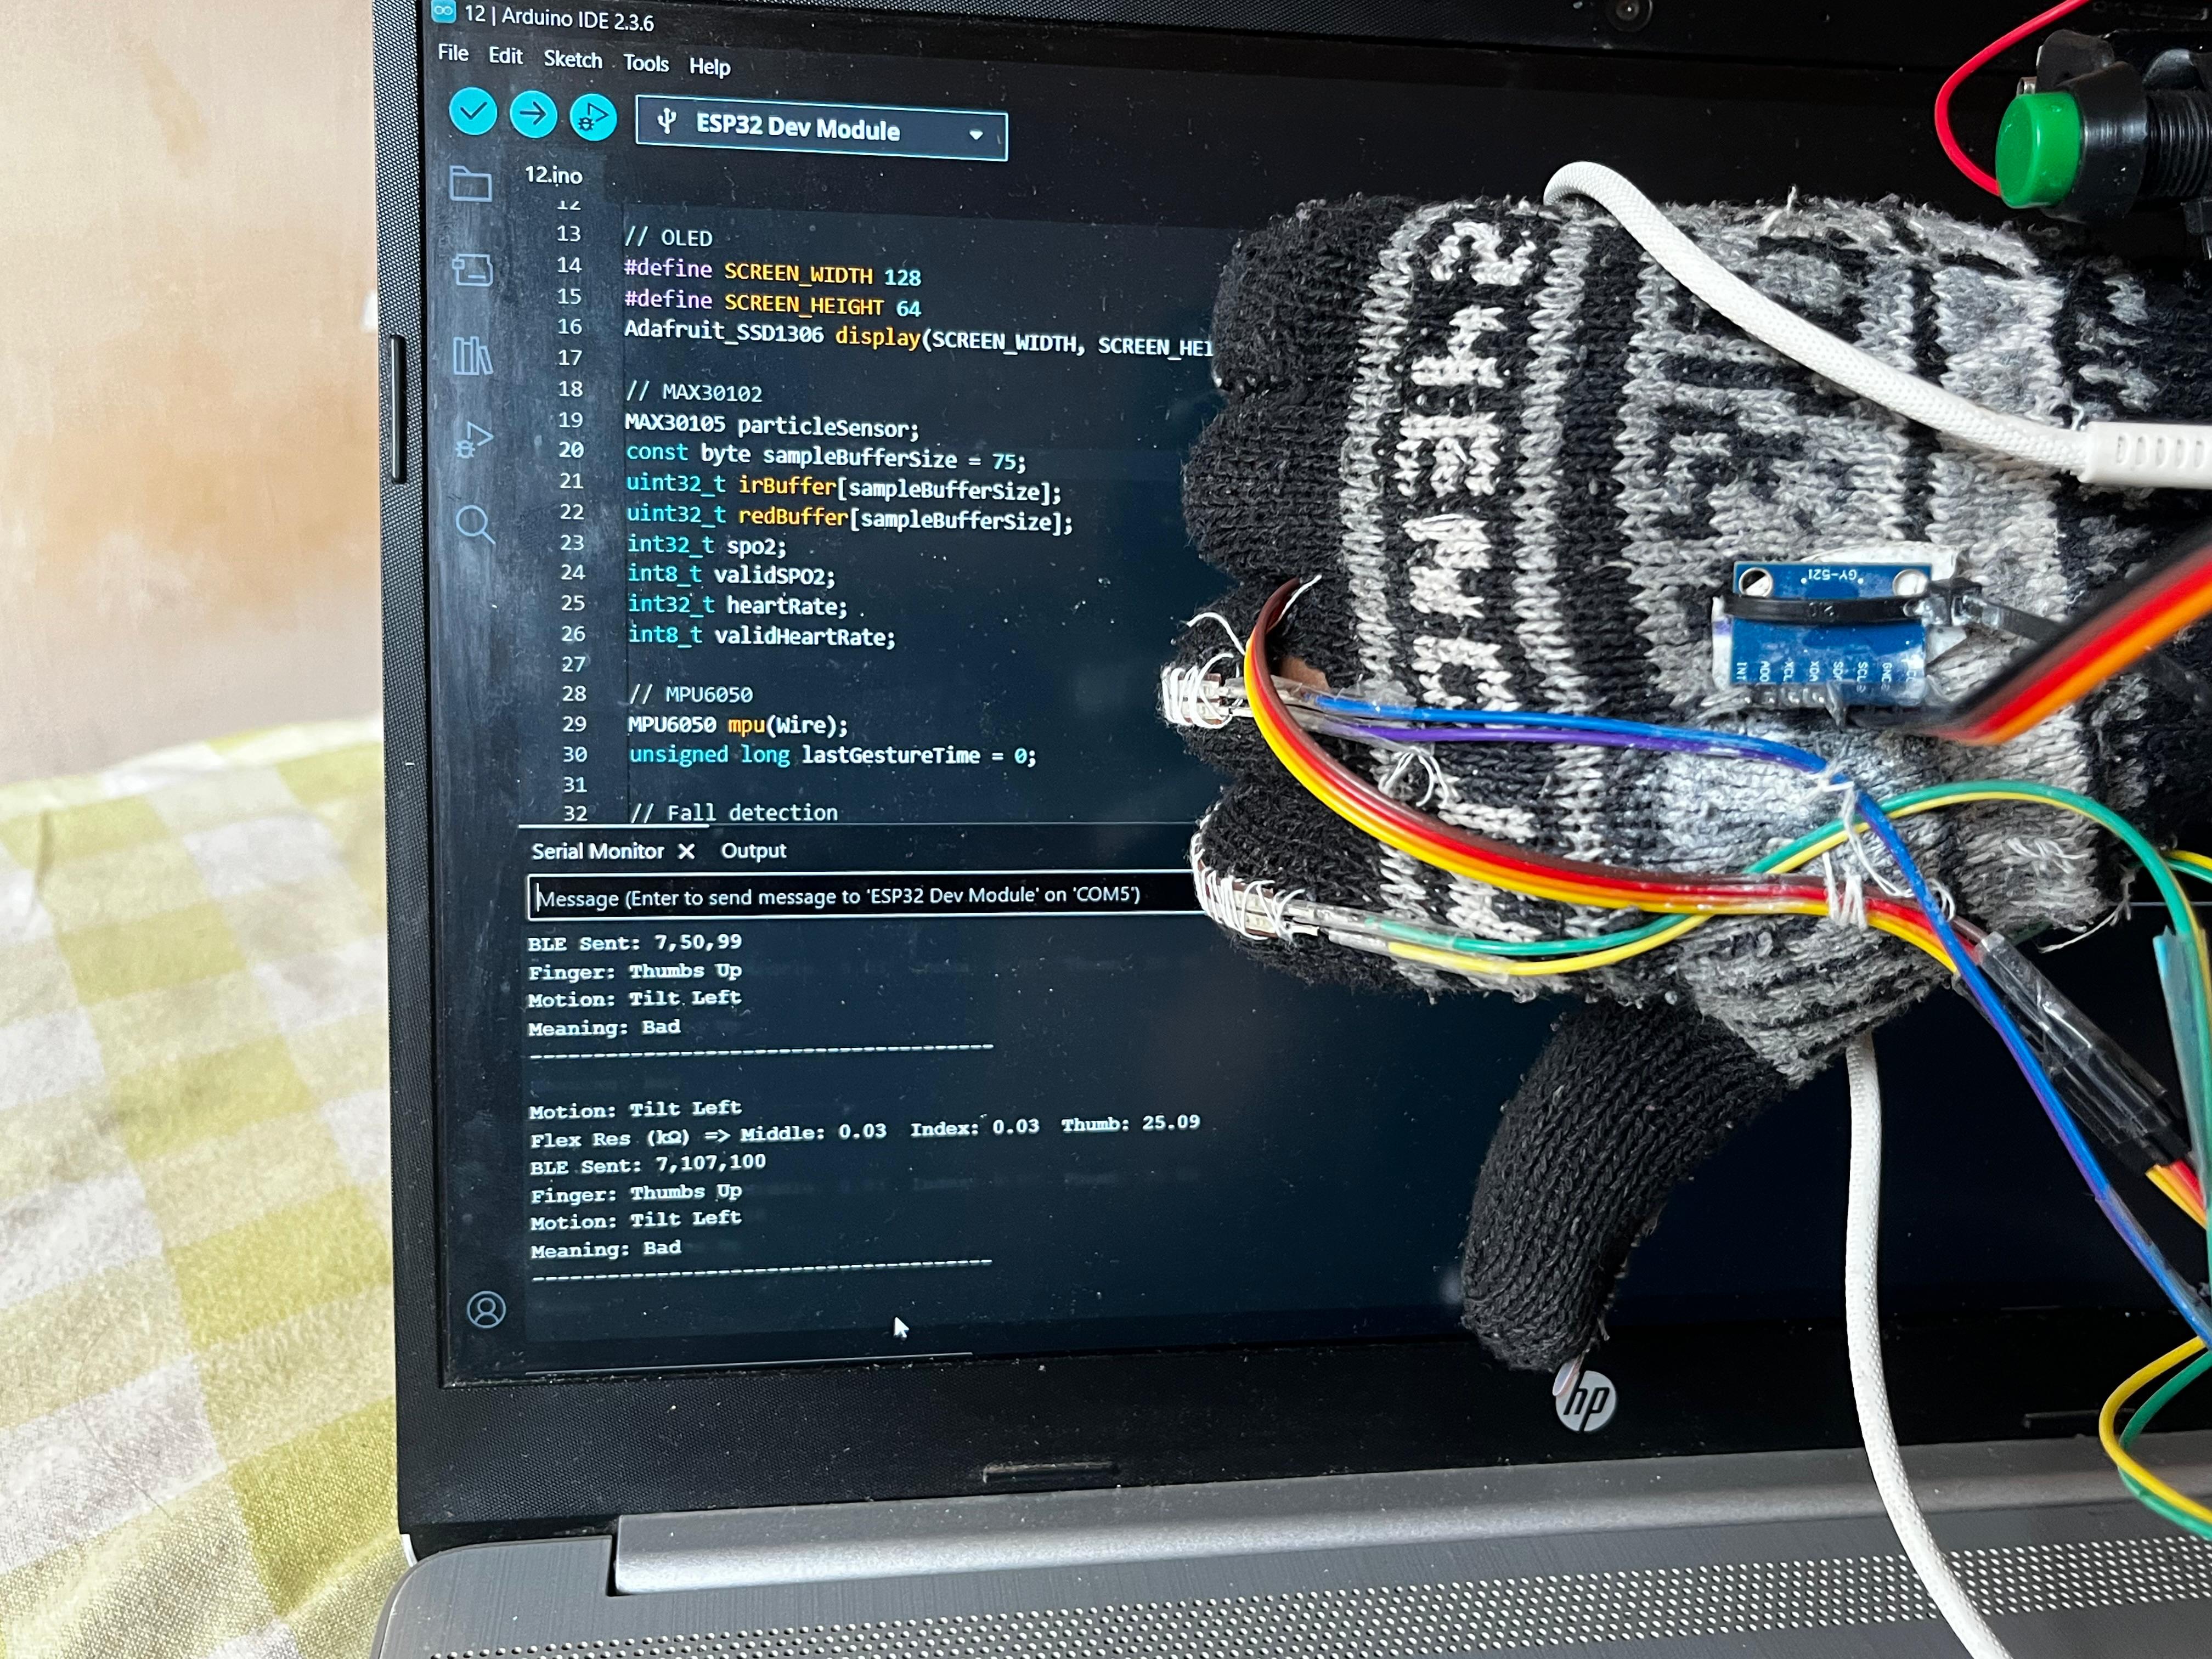 12 | Arduino IDE 2.3.6
File Edit Sketch Tools Help
ESP32 Dev Module
12.ino
12
13 // OLED
14 #define SCREEN_WIDTH 128
15 #define SCREEN_HEIGHT 64
16 Adafruit_SSD1306 display(SCREEN_WIDTH, SCREEN_HEI
17
18 // MAX30102
19 MAX30105 particleSensor;
20 const byte sampleBufferSize = 75;
21 uint32_t irBuffer[sampleBufferSize];
22 uint32_t redBuffer[sampleBufferSize];
23 int32_t spo2;
24 int8_t validSPO2;
25 int32_t heartRate;
26 int8_t validHeartRate;
27
28 // MPU6050
29 MPU6050 mpu(Wire);
30 unsigned long lastGestureTime = 0;
31
32 // Fall detection
Serial Monitor X Output
Message (Enter to send message to 'ESP32 Dev Module' on 'COM5')
BLE Sent: 7,50,99
Finger: Thumbs Up
Motion: Tilt Left
Meaning: Bad
------------------------------------
Motion: Tilt Left
Flex Res (kΩ) => Middle: 0.03 Index: 0.03 Thumb: 25.09
BLE Sent: 7,107,100
Finger: Thumbs Up
Motion: Tilt Left
Meaning: Bad
------------------------------------
GY-521
INT AD0 XCL XDA SDA SCL GND
hp